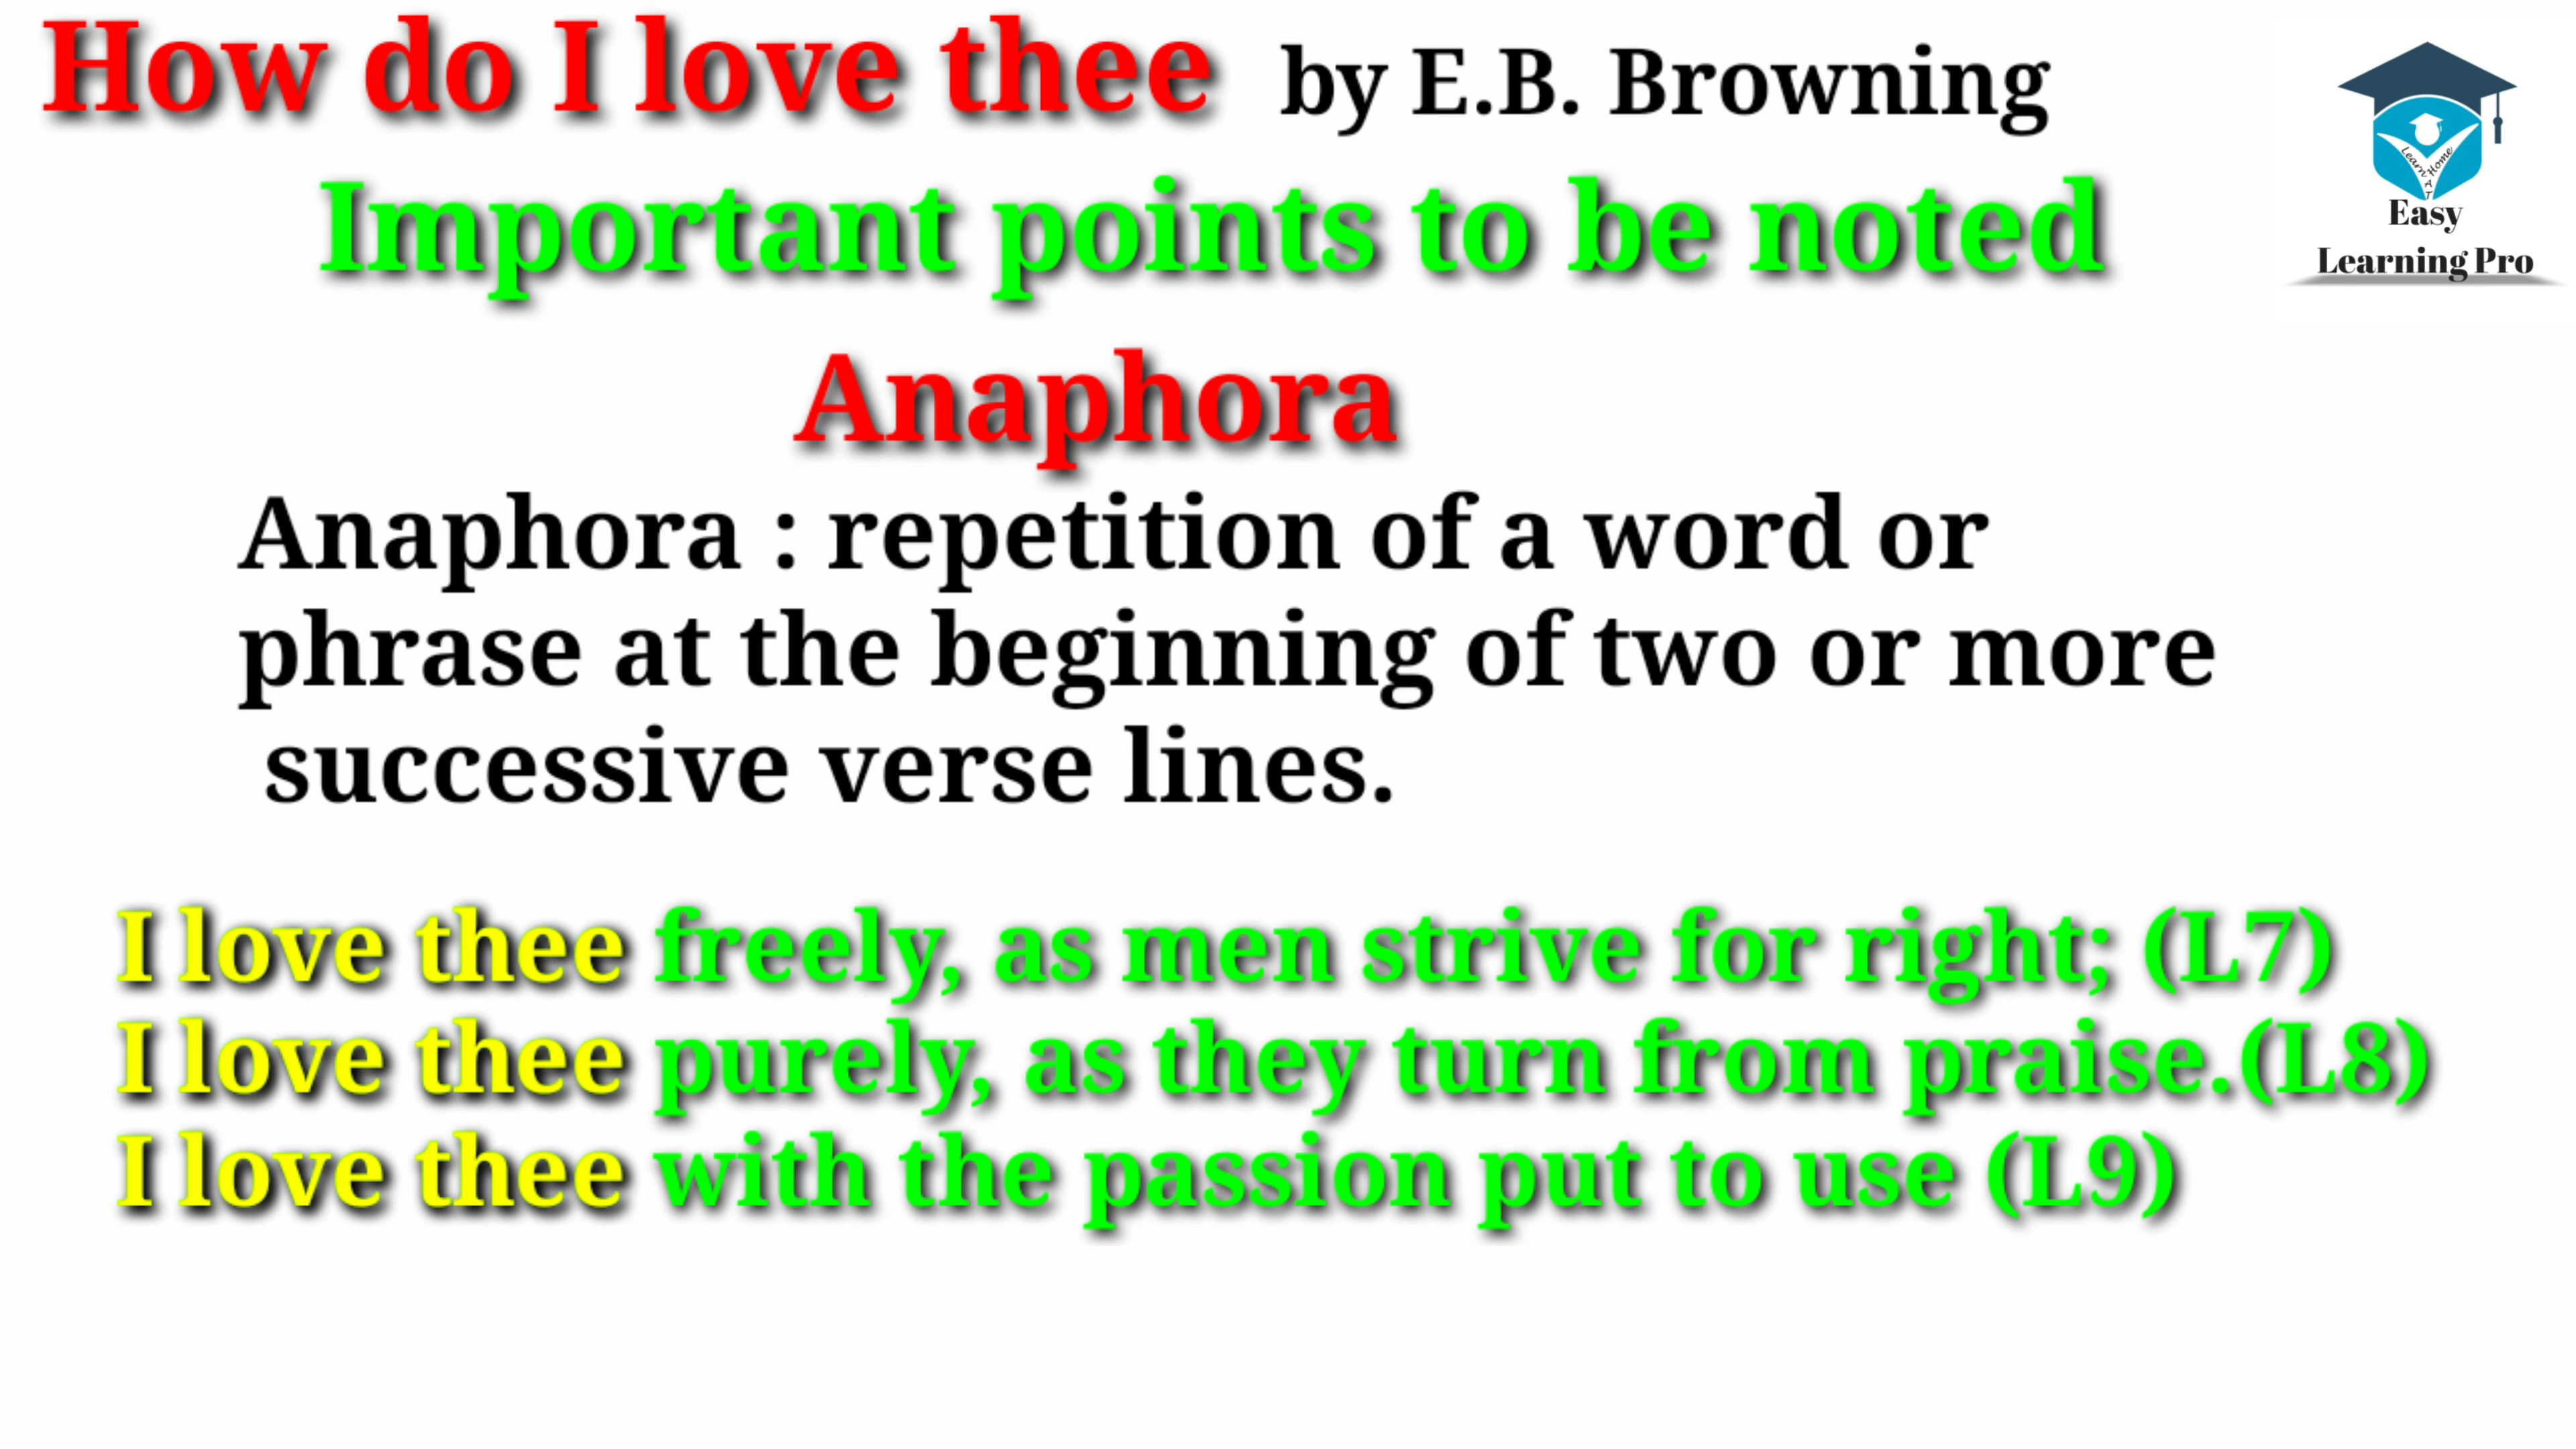 How do I love thee by E.B. Browning
Learn AT Home
Easy
Learning Pro
Important points to be noted
Anaphora
Anaphora : repetition of a word or
phrase at the beginning of two or more
successive verse lines.
I love thee freely, as men strive for right; (L7)
I love thee purely, as they turn from praise.(L8)
I love thee with the passion put to use (L9)